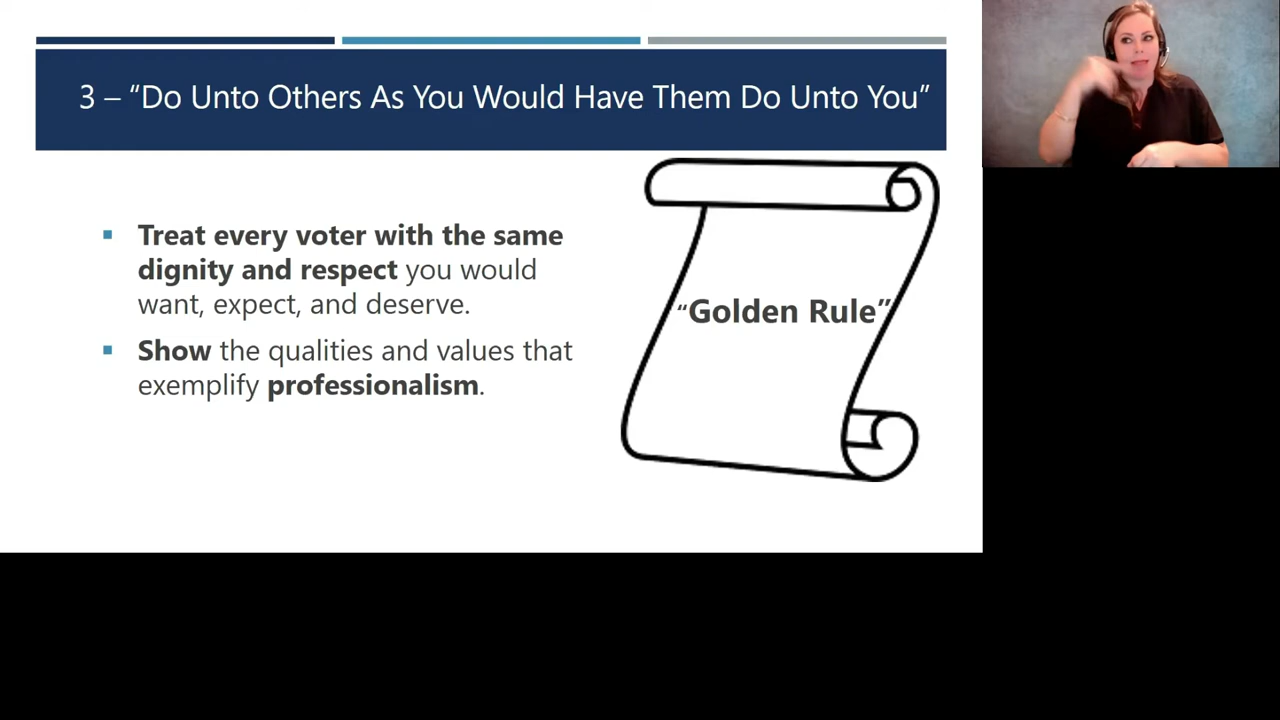 3 – “Do Unto Others As You Would Have Them Do Unto You”
▪ Treat every voter with the same
dignity and respect you would
want, expect, and deserve.
▪ Show the qualities and values that
exemplify professionalism.
“Golden Rule”